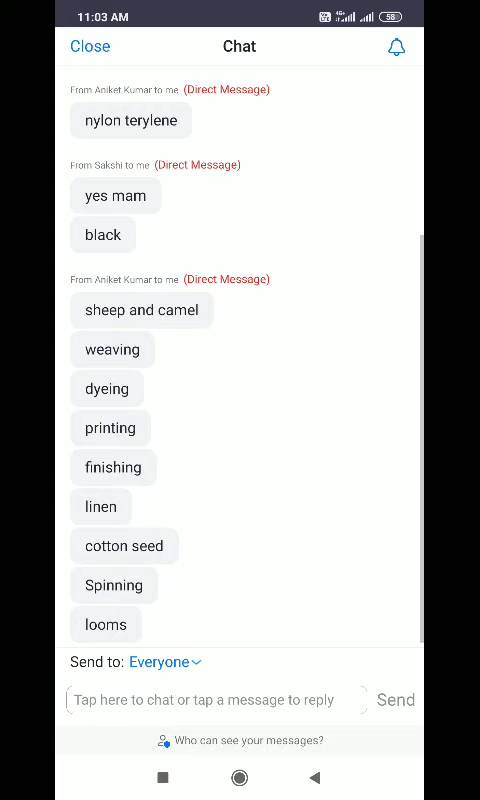 11:03 AM
4G+
58
Close
Chat
From Aniket Kumar to me (Direct Message)
nylon terylene
From Sakshi to me (Direct Message)
yes mam
black
From Aniket Kumar to me (Direct Message)
sheep and camel
weaving
dyeing
printing
finishing
linen
cotton seed
Spinning
looms
Send to: Everyone
Tap here to chat or tap a message to reply
Send
Who can see your messages?